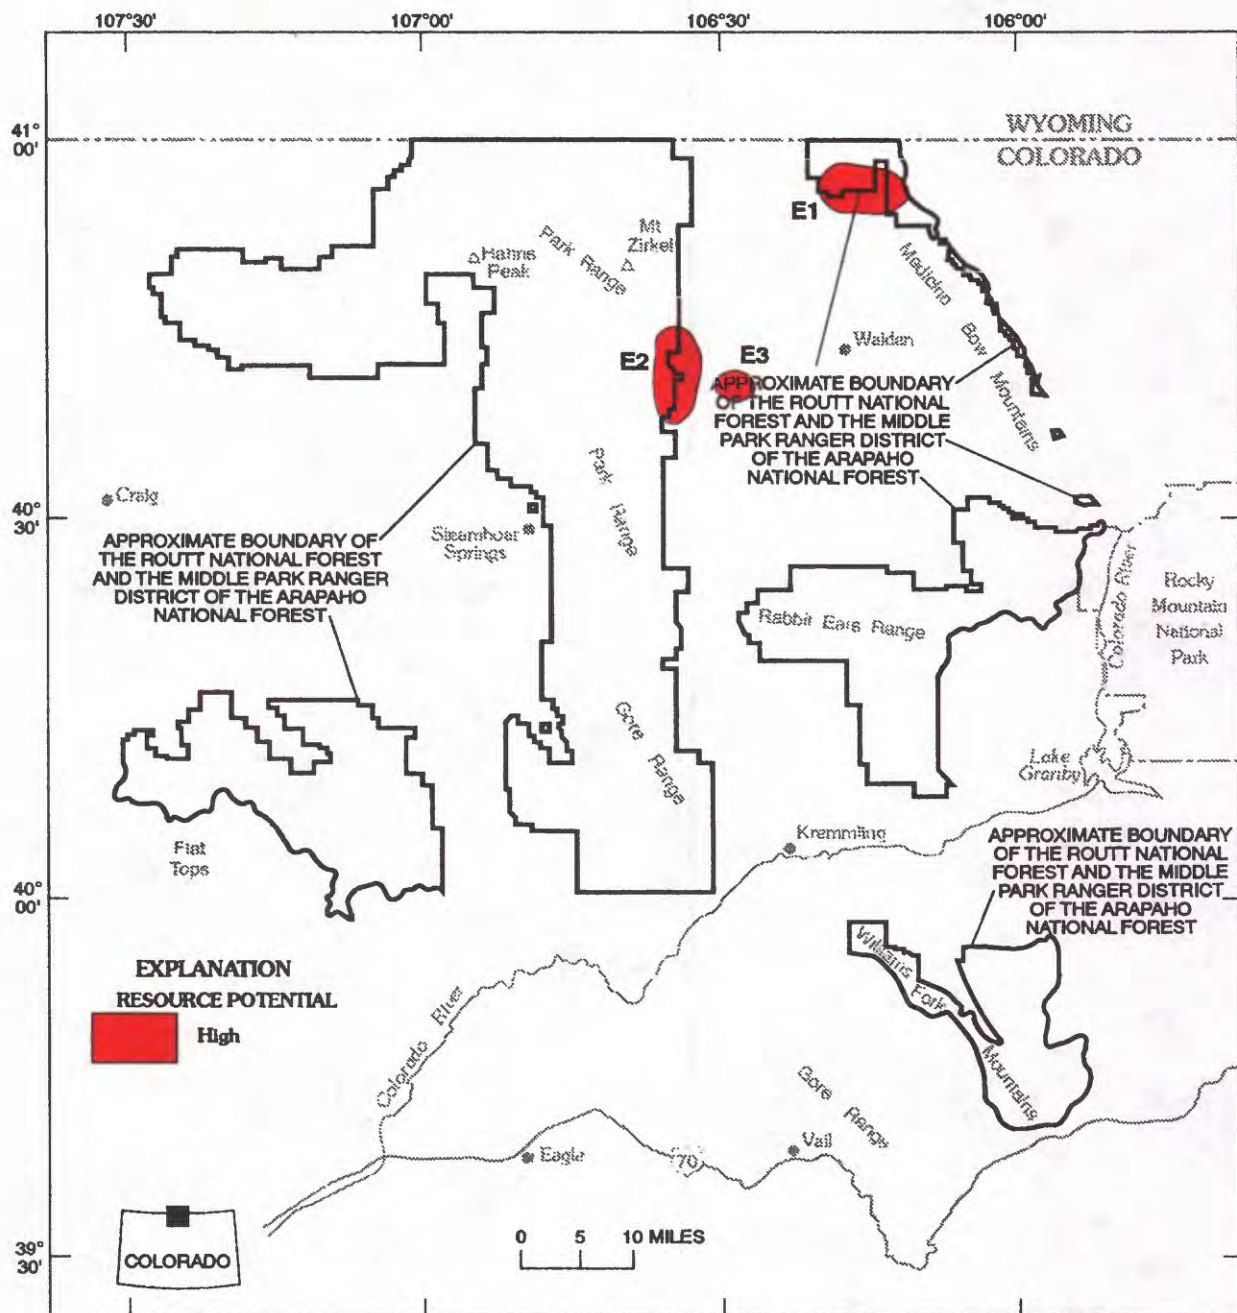 107°30'
107°00'
106°30'
106°00'
41°
00'
WYOMING
COLORADO
E1
Mt
Zirkel
Park Range
Hahns
Peak
Medicine Bow Mountains
Walden
E2
E3
APPROXIMATE BOUNDARY
OF THE ROUTT NATIONAL
FOREST AND THE MIDDLE
PARK RANGER DISTRICT
OF THE ARAPAHO
NATIONAL FOREST
Park Range
Craig
40°
30'
Steamboat
Springs
APPROXIMATE BOUNDARY OF
THE ROUTT NATIONAL FOREST
AND THE MIDDLE PARK RANGER
DISTRICT OF THE ARAPAHO
NATIONAL FOREST
Colorado River
Rocky
Mountain
National
Park
Rabbit Ears Range
Gore Range
Lake
Granby
Kremmling
Flat
Tops
APPROXIMATE BOUNDARY
OF THE ROUTT NATIONAL
FOREST AND THE MIDDLE
PARK RANGER DISTRICT
OF THE ARAPAHO
NATIONAL FOREST
40°
00'
Williams Fork Mountains
EXPLANATION
RESOURCE POTENTIAL
High
Colorado River
Gore Range
Vail
Eagle
70
0 5 10 MILES
COLORADO
39°
30'